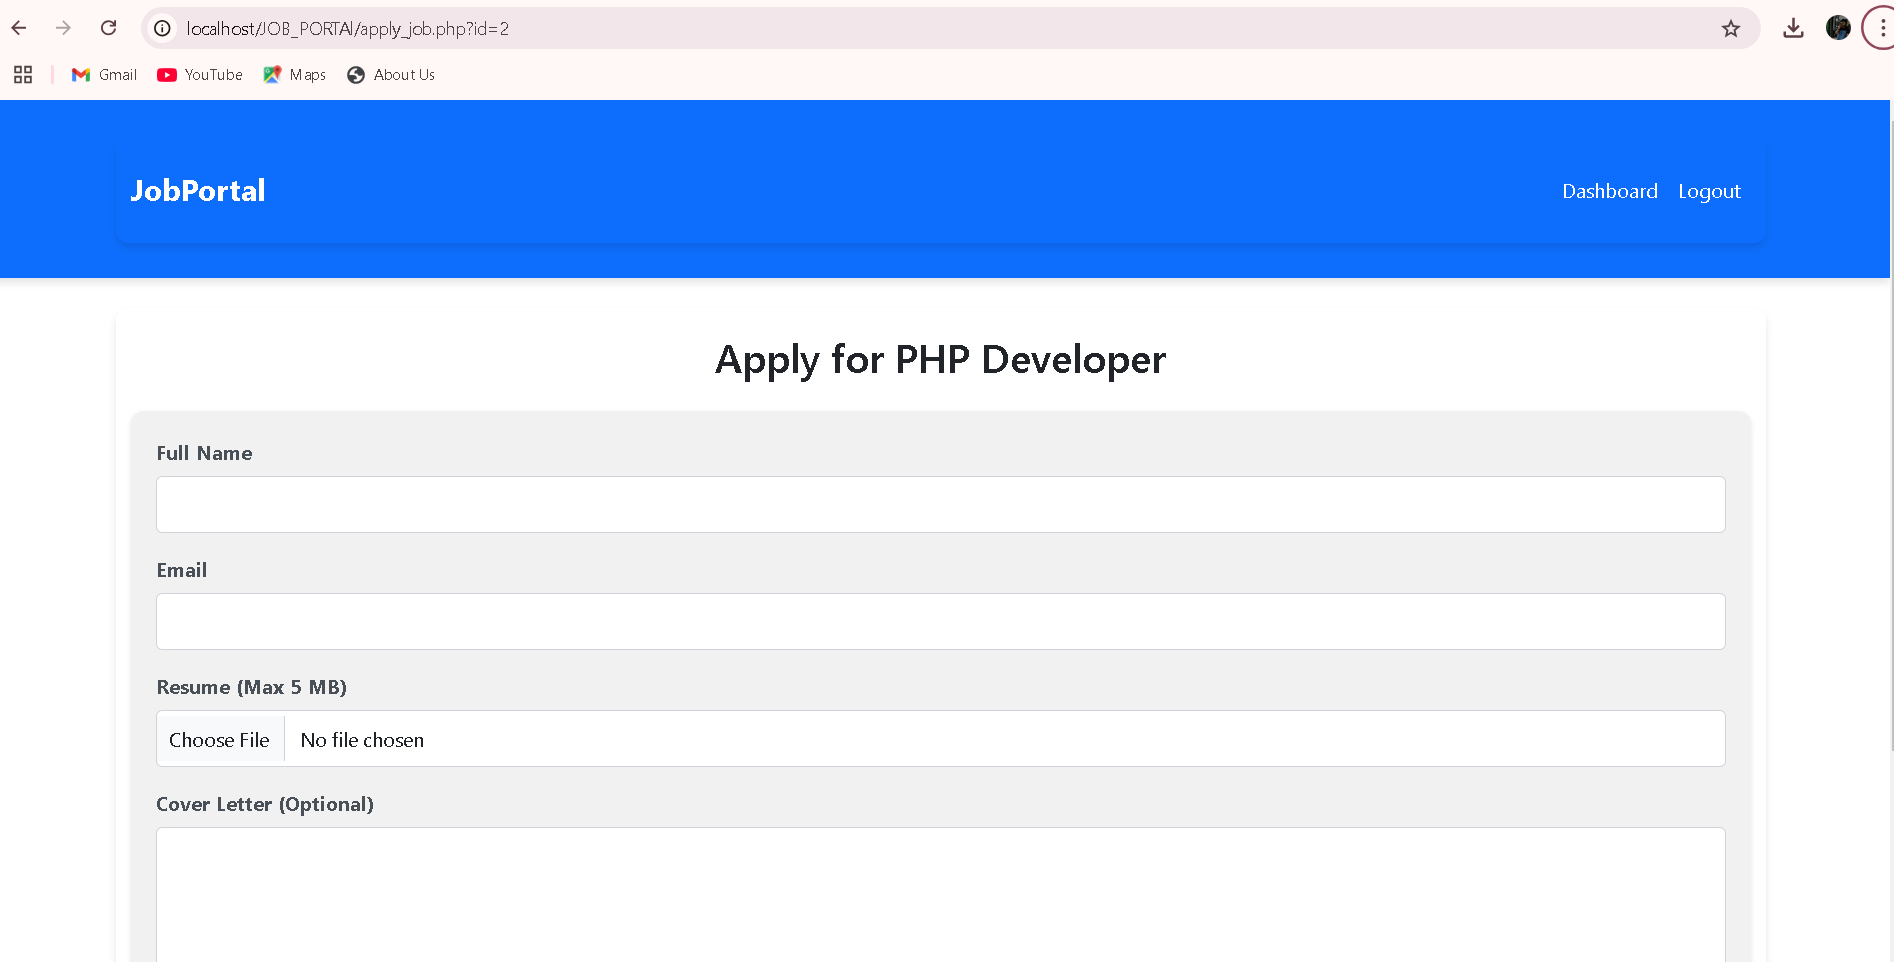 localhost/JOB_PORTAl/apply_job.php?id=2
Gmail YouTube Maps About Us
JobPortal Dashboard Logout
Apply for PHP Developer
Full Name
Email
Resume (Max 5 MB)
Choose File No file chosen
Cover Letter (Optional)